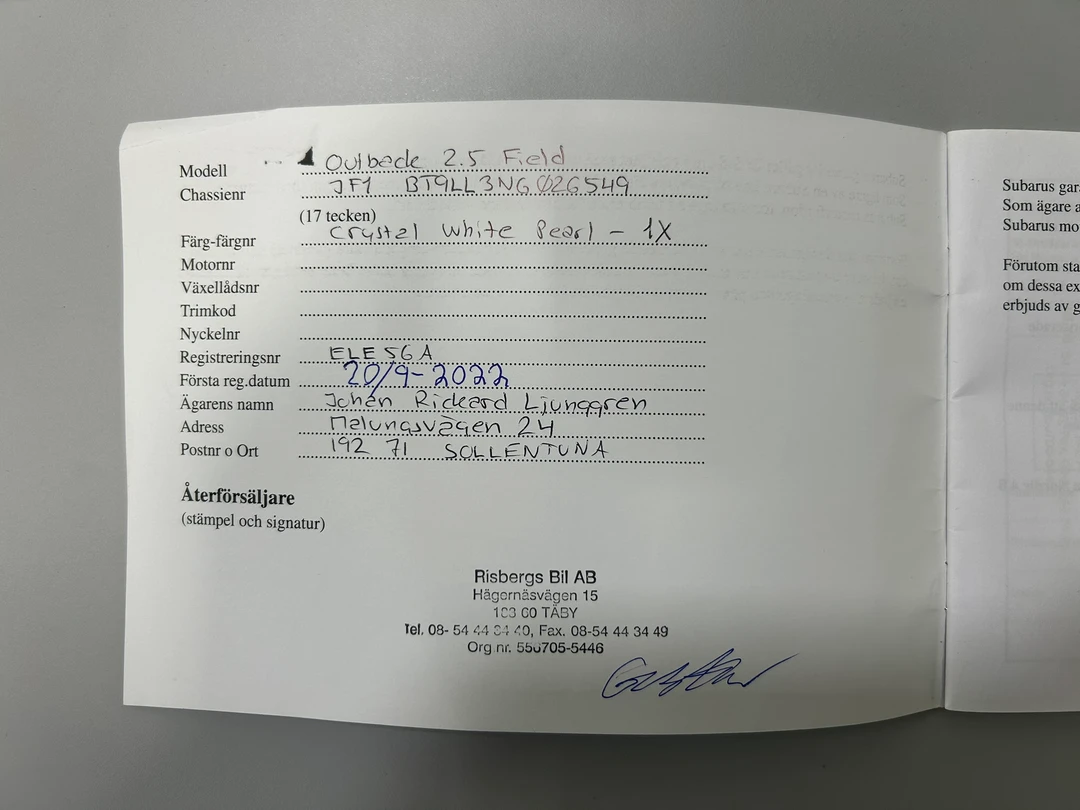 Modell Outback 2.5 Field
Chassienr JF1 BT9LL3NG026549
(17 tecken)
Färg-färgnr Crystal White Pearl - 1X
Motornr
Växellådsnr
Trimkod
Nyckelnr
Registreringsnr ELE56A
Första reg.datum 20/9-2022
Ägarens namn Johan Rickard Ljunggren
Adress Malungsvägen 24
Postnr o Ort 192 71 SOLLENTUNA
Återförsäljare
(stämpel och signatur)
Risbergs Bil AB
Hägernäsvägen 15
183 60 TÄBY
Tel. 08- 54 44 34 40, Fax. 08-54 44 34 49
Org nr. 556705-5446
Subarus gar
Som ägare a
Subarus mo
Förutom sta
om dessa ex
erbjuds av g